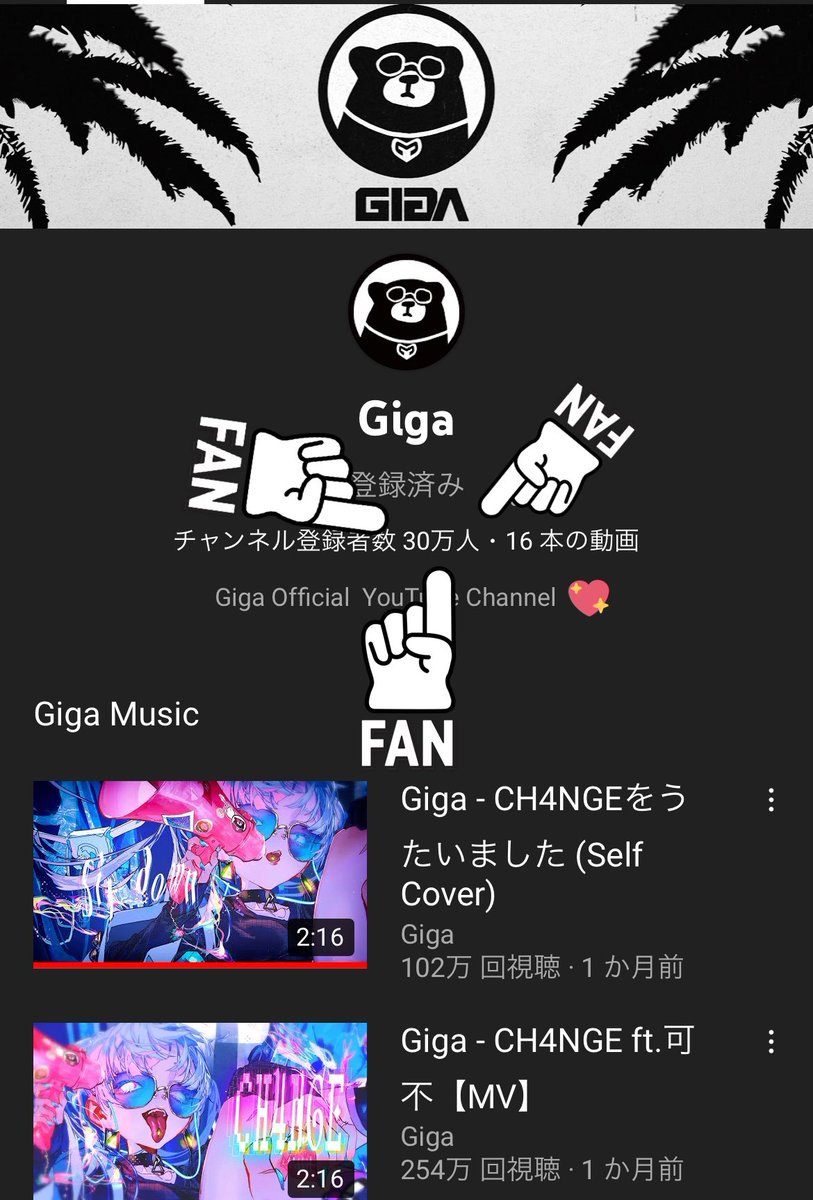 GIGA
Giga
FAN
FAN
登録済み
チャンネル登録者数 30万人・16 本の動画
Giga Official YouTube Channel 💖
FAN
Giga Music
Giga - CH4NGEをう
たいました (Self
Cover)
Giga
102万 回視聴 · 1 か月前
2:16
Giga - CH4NGE ft.可
不【MV】
Giga
254万 回視聴 · 1 か月前
CH4NGE
2:16